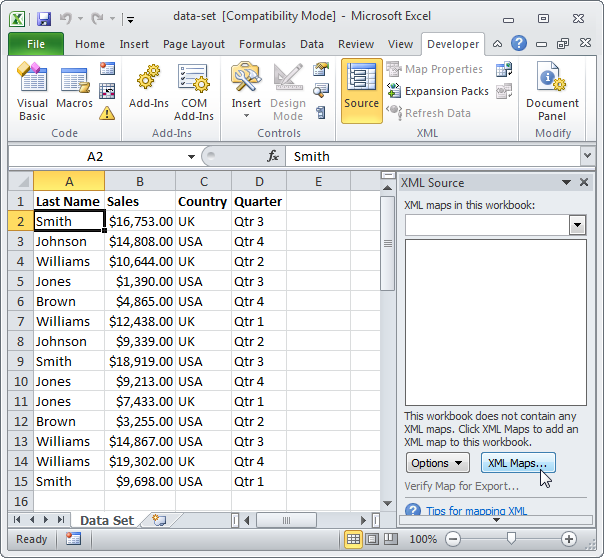 data-set [Compatibility Mode] - Microsoft Excel
File Home Insert Page Layout Formulas Data Review View Developer
Visual Basic Macros Add-Ins COM Add-Ins Insert Design Mode Source Map Properties Expansion Packs Refresh Data Document Panel
Code Add-Ins Controls XML Modify
A2 fx Smith
A B C D E
1 Last Name Sales Country Quarter
2 Smith $16,753.00 UK Qtr 3
3 Johnson $14,808.00 USA Qtr 4
4 Williams $10,644.00 UK Qtr 2
5 Jones $1,390.00 USA Qtr 3
6 Brown $4,865.00 USA Qtr 4
7 Williams $12,438.00 UK Qtr 1
8 Johnson $9,339.00 UK Qtr 2
9 Smith $18,919.00 USA Qtr 3
10 Jones $9,213.00 USA Qtr 4
11 Jones $7,433.00 UK Qtr 1
12 Brown $3,255.00 USA Qtr 2
13 Williams $14,867.00 USA Qtr 3
14 Williams $19,302.00 UK Qtr 4
15 Smith $9,698.00 USA Qtr 1
16
XML Source
XML maps in this workbook:
This workbook does not contain any
XML maps. Click XML Maps to add an
XML map to this workbook.
Options XML Maps...
Verify Map for Export...
Tips for mapping XML
Data Set
Ready 100%